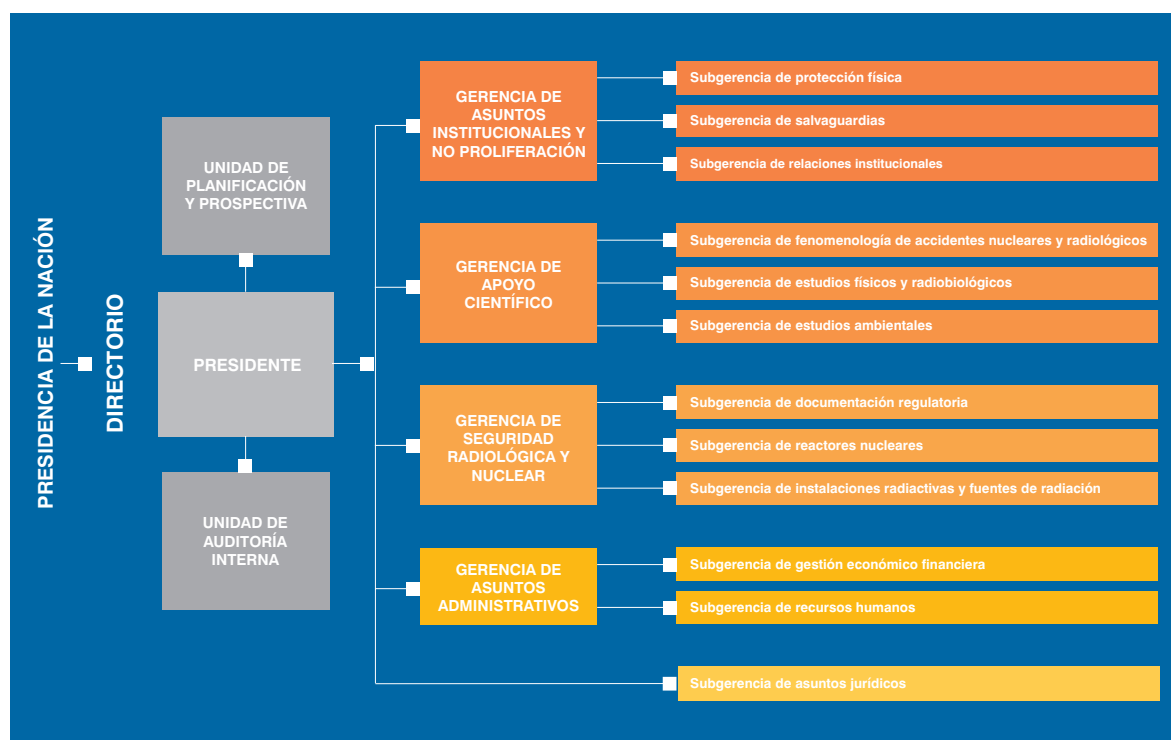 PRESIDENCIA DE LA NACIÓN
DIRECTORIO
UNIDAD DE
PLANIFICACIÓN
Y PROSPECTIVA
PRESIDENTE
UNIDAD DE
AUDITORÍA
INTERNA
GERENCIA DE
ASUNTOS
INSTITUCIONALES Y
NO PROLIFERACIÓN
Subgerencia de protección física
Subgerencia de salvaguardias
Subgerencia de relaciones institucionales
GERENCIA DE
APOYO
CIENTÍFICO
Subgerencia de fenomenología de accidentes nucleares y radiológicos
Subgerencia de estudios físicos y radiobiológicos
Subgerencia de estudios ambientales
GERENCIA DE
SEGURIDAD
RADIOLÓGICA Y
NUCLEAR
Subgerencia de documentación regulatoria
Subgerencia de reactores nucleares
Subgerencia de instalaciones radiactivas y fuentes de radiación
GERENCIA DE
ASUNTOS
ADMINISTRATIVOS
Subgerencia de gestión económico financiera
Subgerencia de recursos humanos
Subgerencia de asuntos jurídicos